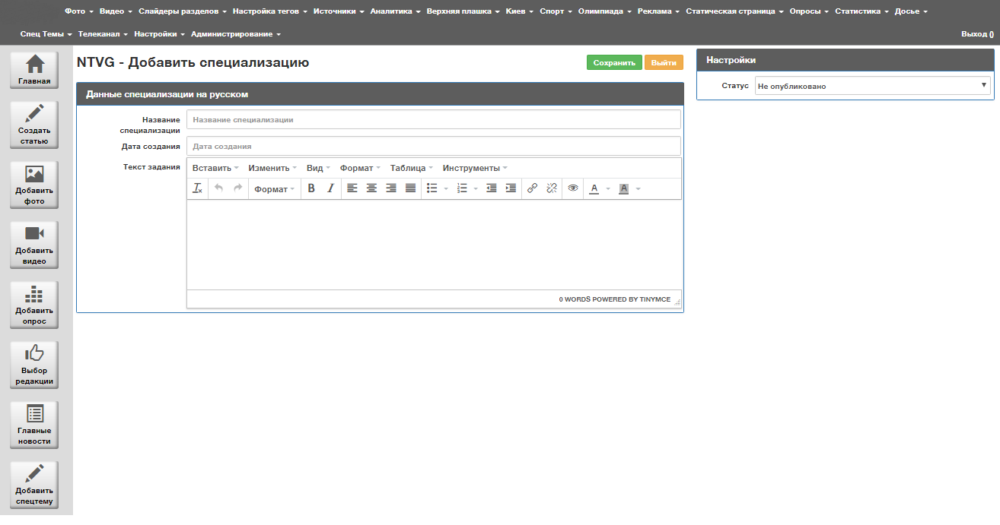 Фото Видео Слайдеры разделов Настройка тегов Источники Аналитика Верхняя плашка Киев Спорт Олимпиада Реклама Статическая страница Опросы Статистика Досье
Спец Темы Телеканал Настройки Администрирование Выход ()
Главная
Создать
статью
Добавить
фото
Добавить
видео
Добавить
опрос
Выбор
редакции
Главные
новости
Добавить
спецтему
NTVG - Добавить специализацию Сохранить Выйти
Данные специализации на русском
Название
специализации
Название специализации
Дата создания Дата создания
Текст задания Вставить Изменить Вид Формат Таблица Инструменты
Формат B I A A
0 WORDS POWERED BY TINYMCE
Настройки
Статус Не опубликовано